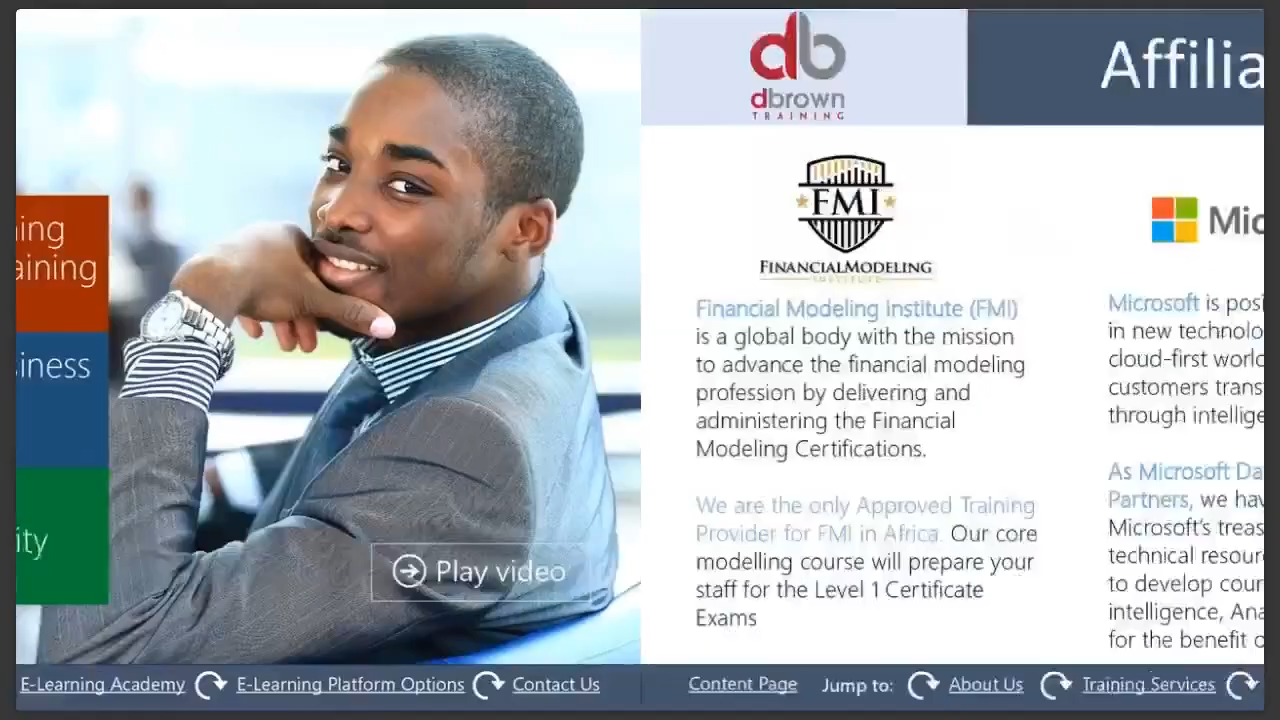 ning
aining
iness
ity
Play video
E-Learning Academy
E-Learning Platform Options
Contact Us
db
dbrown
TRAINING
Affilia
FMI
FINANCIALMODELING
INSTITUTE
Financial Modeling Institute (FMI)
is a global body with the mission
to advance the financial modeling
profession by delivering and
administering the Financial
Modeling Certifications.
We are the only Approved Training
Provider for FMI in Africa. Our core
modelling course will prepare your
staff for the Level 1 Certificate
Exams
Mic
Microsoft is posi
in new technolo
cloud-first world
customers trans
through intellige
As Microsoft Da
Partners, we hav
Microsoft's treas
technical resour
to develop cour
intelligence, Ana
for the benefit o
Content Page
Jump to:
About Us
Training Services